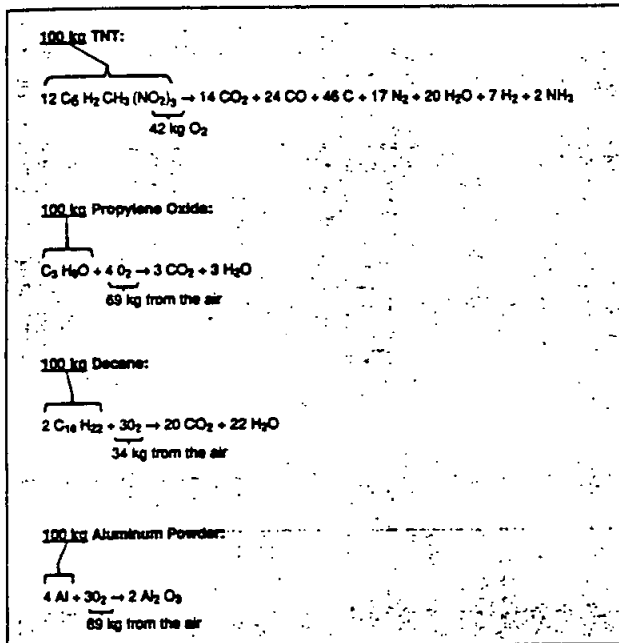 100 kg TNT:
12 C₆ H₂ CH₃ (NO₂)₃ → 14 CO₂ + 24 CO + 46 C + 17 N₂ + 20 H₂O + 7 H₂ + 2 NH₃
42 kg O₂
100 kg Propylene Oxide:
C₃ H₆O + 4 O₂ → 3 CO₂ + 3 H₂O
69 kg from the air
100 kg Decane:
2 C₁₀ H₂₂ + 3O₂ → 20 CO₂ + 22 H₂O
34 kg from the air
100 kg Aluminum Powder:
4 Al + 3O₂ → 2 Al₂ O₃
89 kg from the air